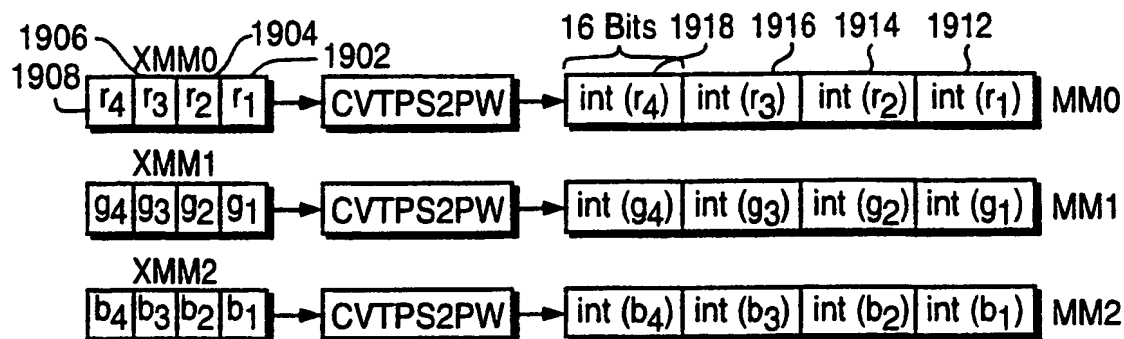 1906 XMM0 1904 16 Bits 1918 1916 1914 1912
1908 1902
r4 r3 r2 r1 CVTPS2PW int (r4) int (r3) int (r2) int (r1) MM0
XMM1
g4 g3 g2 g1 CVTPS2PW int (g4) int (g3) int (g2) int (g1) MM1
XMM2
b4 b3 b2 b1 CVTPS2PW int (b4) int (b3) int (b2) int (b1) MM2